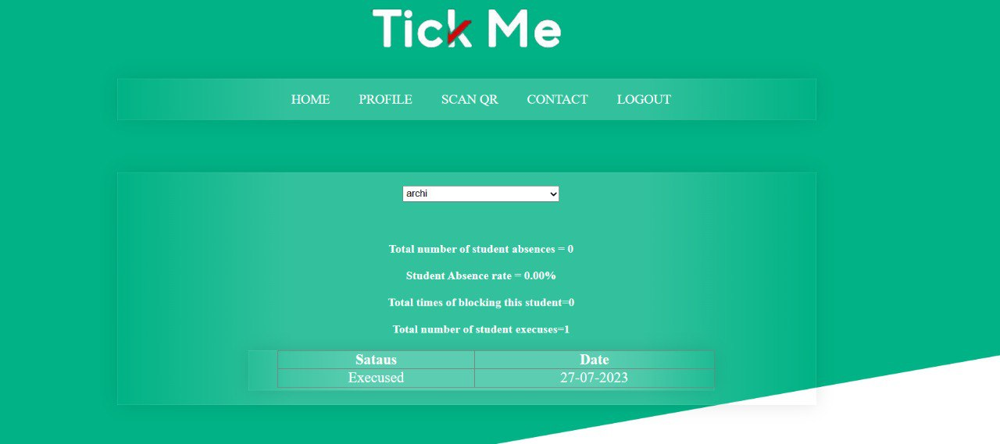 Tick Me
HOME PROFILE SCAN QR CONTACT LOGOUT
archi
Total number of student absences = 0
Student Absence rate = 0.00%
Total times of blocking this student=0
Total number of student execuses=1
Sataus Date
Execused 27-07-2023